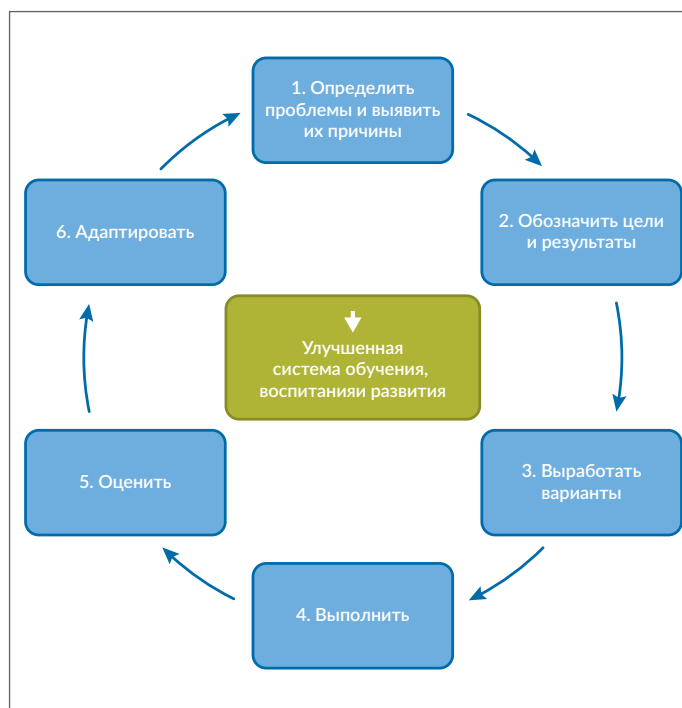 1. Определить
проблемы и выявить
их причины
2. Обозначить цели
и результаты
3. Выработать
варианты
4. Выполнить
5. Оценить
6. Адаптировать
Улучшенная
система обучения,
воспитанияи развития